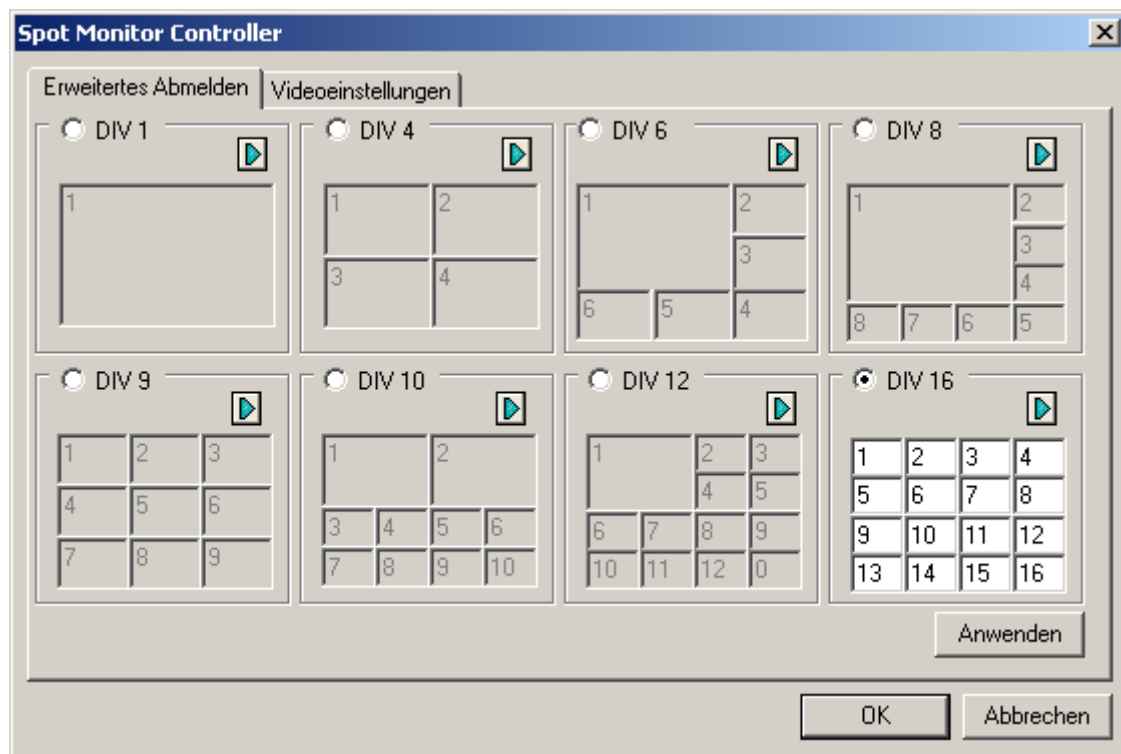 Spot Monitor Controller
Erweitertes Abmelden Videoeinstellungen
DIV 1
1
DIV 4
1 2
3 4
DIV 6
1 2
3
6 5 4
DIV 8
1 2
3
4
8 7 6 5
DIV 9
1 2 3
4 5 6
7 8 9
DIV 10
1 2
3 4 5 6
7 8 9 10
DIV 12
1 2 3
4 5
6 7 8 9
10 11 12 0
DIV 16
1 2 3 4
5 6 7 8
9 10 11 12
13 14 15 16
Anwenden
OK Abbrechen